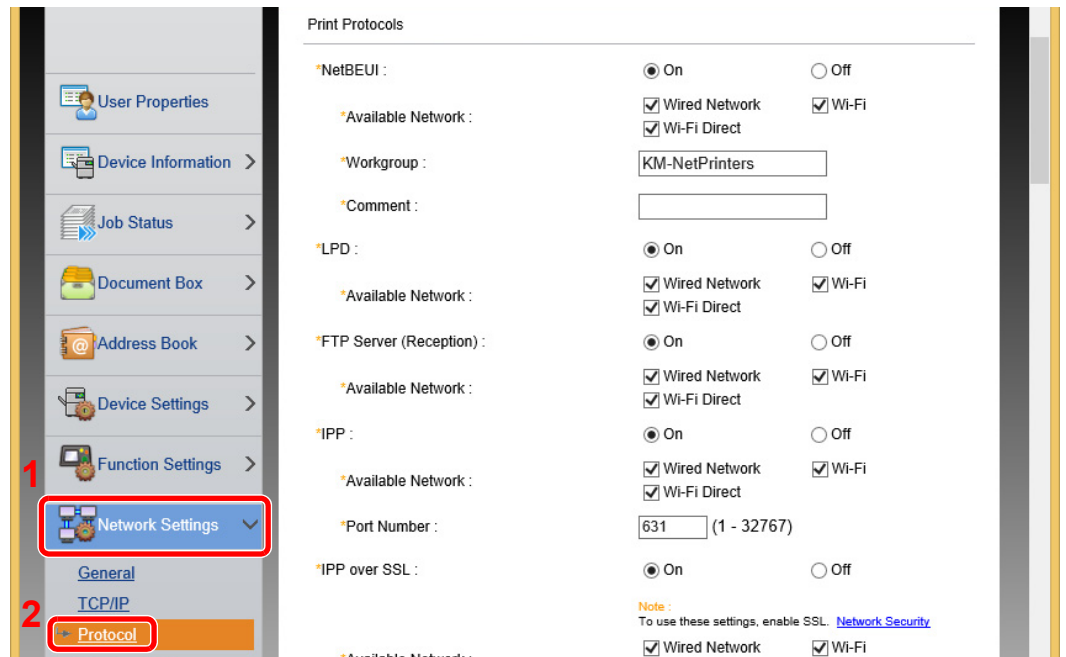 Print Protocols
*NetBEUI : On Off
*Available Network : Wired Network Wi-Fi
Wi-Fi Direct
*Workgroup : KM-NetPrinters
*Comment :
*LPD : On Off
*Available Network : Wired Network Wi-Fi
Wi-Fi Direct
*FTP Server (Reception) : On Off
*Available Network : Wired Network Wi-Fi
Wi-Fi Direct
*IPP : On Off
*Available Network : Wired Network Wi-Fi
Wi-Fi Direct
*Port Number : 631 (1 - 32767)
*IPP over SSL : On Off
Note :
To use these settings, enable SSL. Network Security
Wired Network Wi-Fi
*Available Network :
User Properties
Device Information
Job Status
Document Box
Address Book
Device Settings
Function Settings
1
Network Settings
General
TCP/IP
2
Protocol